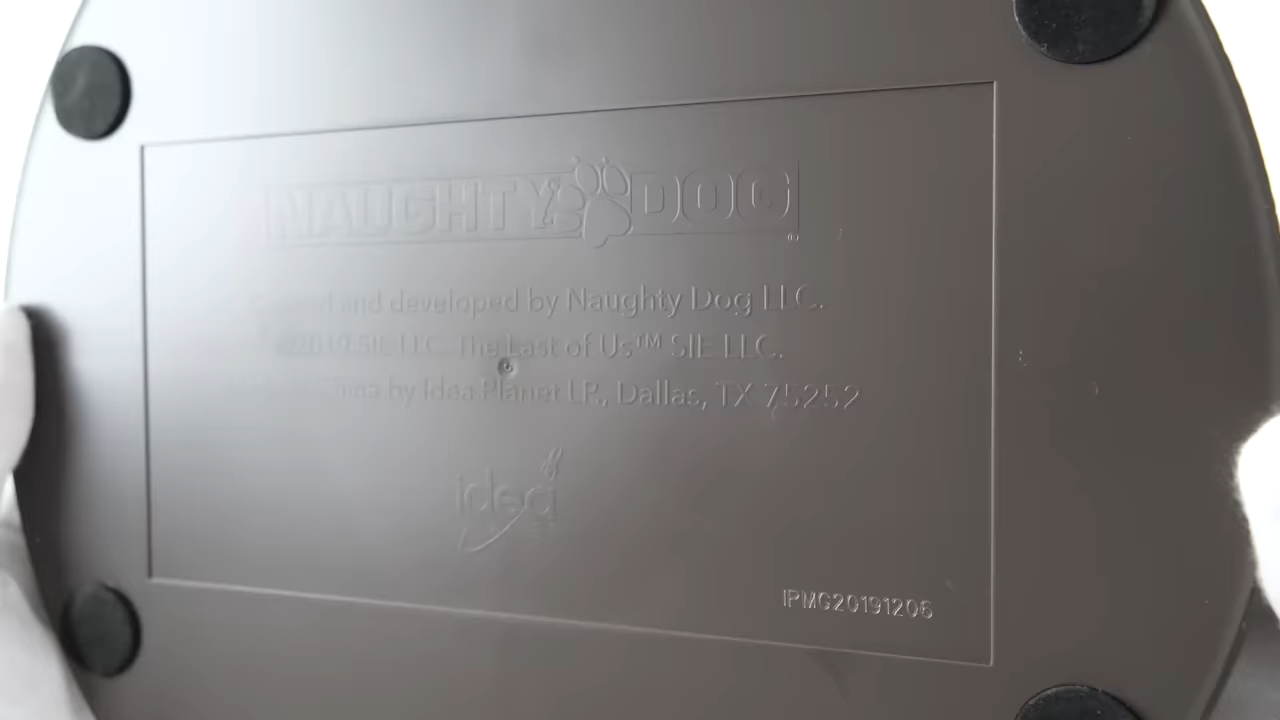 NAUGHTY DOG®
and developed by Naughty Dog LLC.
2019 SIE LLC. The Last of Us™ SIE LLC.
by Idea Planet LP, Dallas, TX 75252
idea
IPMG20191206